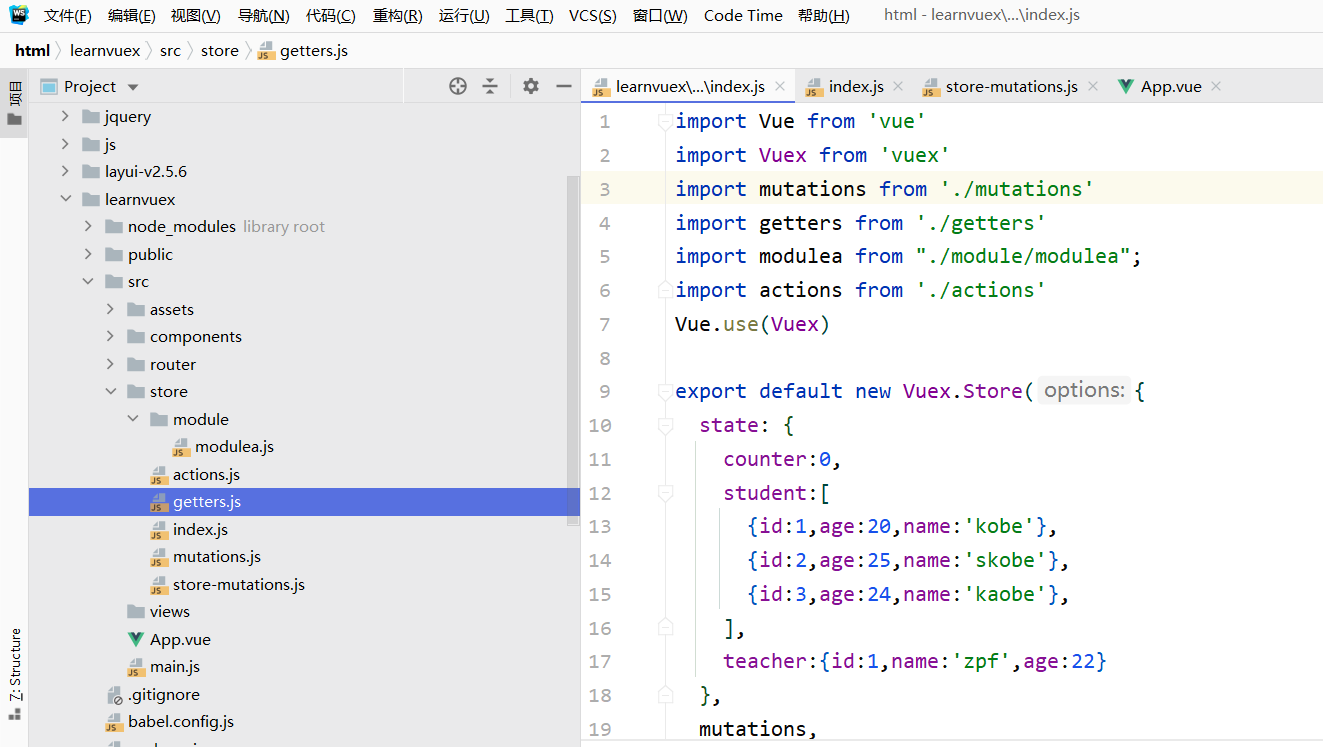 文件(F) 编辑(E) 视图(V) 导航(N) 代码(C) 重构(R) 运行(U) 工具(T) VCS(S) 窗口(W) Code Time 帮助(H) html - learnvuex\...\index.js
html learnvuex src store getters.js
项目
Project
learnvuex\...\index.js index.js store-mutations.js App.vue
jquery
js
layui-v2.5.6
learnvuex
node_modules library root
public
src
assets
components
router
store
module
modulea.js
actions.js
getters.js
index.js
mutations.js
store-mutations.js
views
App.vue
main.js
.gitignore
babel.config.js
Z: Structure
1 import Vue from 'vue'
2 import Vuex from 'vuex'
3 import mutations from './mutations'
4 import getters from './getters'
5 import modulea from "./module/modulea";
6 import actions from './actions'
7 Vue.use(Vuex)
8
9 export default new Vuex.Store( options: {
10 state: {
11 counter:0,
12 student:[
13 {id:1,age:20,name:'kobe'},
14 {id:2,age:25,name:'skobe'},
15 {id:3,age:24,name:'kaobe'},
16 ],
17 teacher:{id:1,name:'zpf',age:22}
18 },
19 mutations,